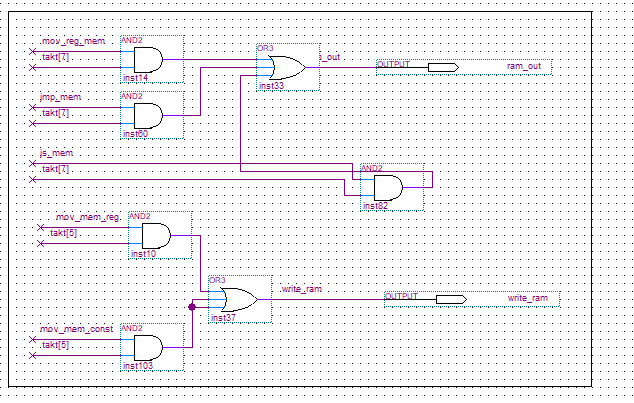 mov_reg_mem
AND2
takt[7]
inst14
OR3
_out
inst33
OUTPUT
ram_out
jmp_mem
AND2
takt[7]
inst60
js_mem
takt[7]
AND2
inst82
mov_mem_reg
AND2
takt[5]
inst10
OR3
write_ram
inst37
OUTPUT
write_ram
mov_mem_const
AND2
takt[5]
inst103